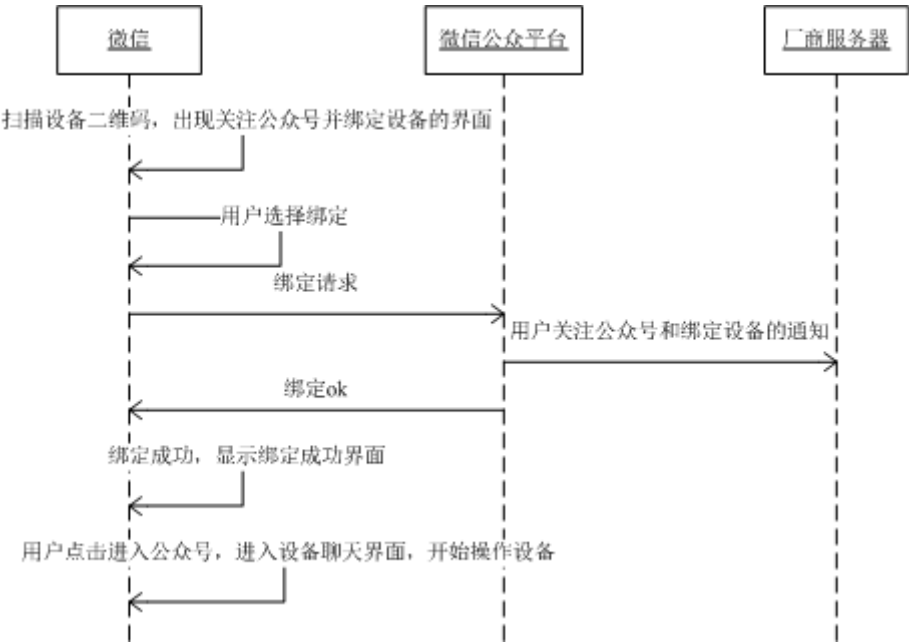 微信
微信公众平台
厂商服务器
扫描设备二维码，出现关注公众号并绑定设备的界面
用户选择绑定
绑定请求
用户关注公众号和绑定设备的通知
绑定ok
绑定成功，显示绑定成功界面
用户点击进入公众号，进入设备聊天界面，开始操作设备